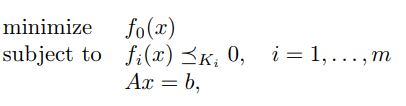 minimize f₀(x)
subject to fᵢ(x) ⪯_{Kᵢ} 0, i = 1, . . . , m
Ax = b,